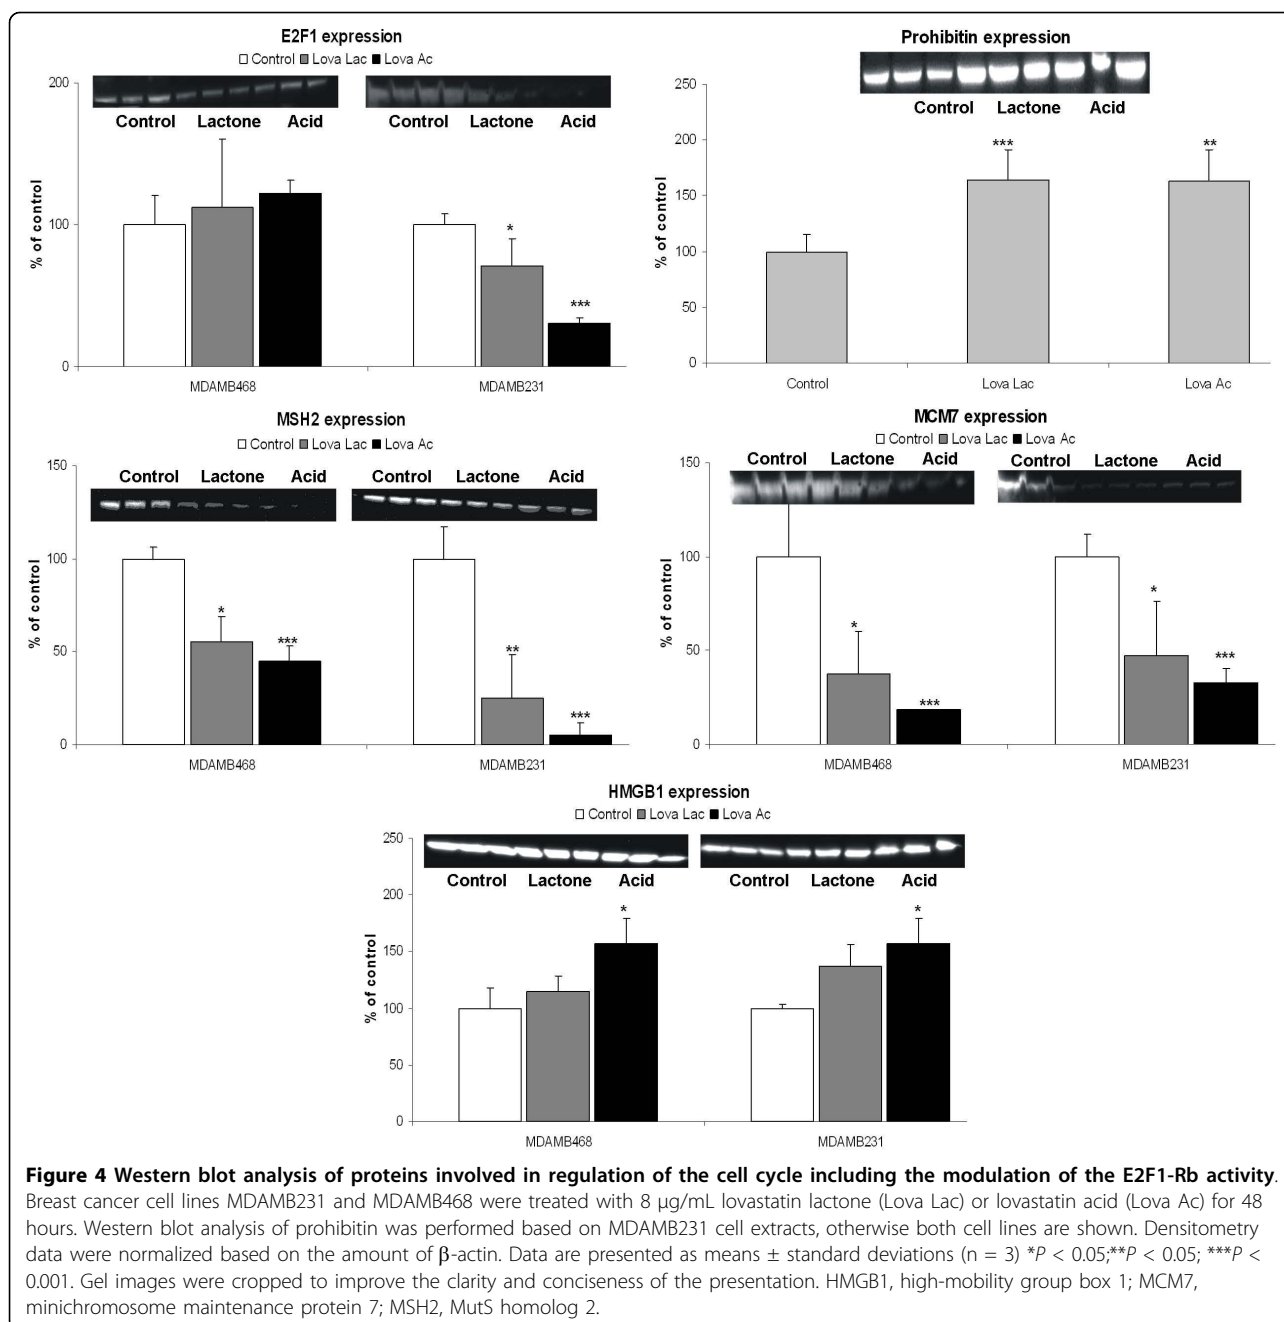 E2F1 expression
□ Control ■ Lova Lac ■ Lova Ac
200
100
0
% of control
Control Lactone Acid
Control Lactone Acid
*
***
MDAMB468 MDAMB231
Prohibitin expression
250
200
150
100
50
0
% of control
Control Lactone Acid
***
**
Control Lova Lac Lova Ac
MSH2 expression
□ Control ■ Lova Lac ■ Lova Ac
150
100
50
0
% of control
Control Lactone Acid
Control Lactone Acid
*
***
**
***
MDAMB468 MDAMB231
MCM7 expression
□ Control ■ Lova Lac ■ Lova Ac
150
100
50
0
% of control
Control Lactone Acid
Control Lactone Acid
*
***
*
***
MDAMB468 MDAMB231
HMGB1 expression
□ Control ■ Lova Lac ■ Lova Ac
250
200
150
100
50
0
% of control
Control Lactone Acid
Control Lactone Acid
*
*
MDAMB468 MDAMB231
Figure 4 Western blot analysis of proteins involved in regulation of the cell cycle including the modulation of the E2F1-Rb activity.
Breast cancer cell lines MDAMB231 and MDAMB468 were treated with 8 μg/mL lovastatin lactone (Lova Lac) or lovastatin acid (Lova Ac) for 48
hours. Western blot analysis of prohibitin was performed based on MDAMB231 cell extracts, otherwise both cell lines are shown. Densitometry
data were normalized based on the amount of β-actin. Data are presented as means ± standard deviations (n = 3) *P < 0.05;**P < 0.05; ***P <
0.001. Gel images were cropped to improve the clarity and conciseness of the presentation. HMGB1, high-mobility group box 1; MCM7,
minichromosome maintenance protein 7; MSH2, MutS homolog 2.